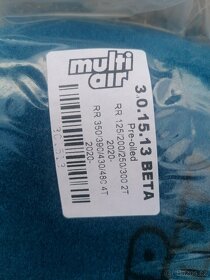 multi
air
3.0.15.13 BETA
Pre-oiled
RR 125/200/250/300 2T
2020-
RR 350/390/430/480 4T
2020-